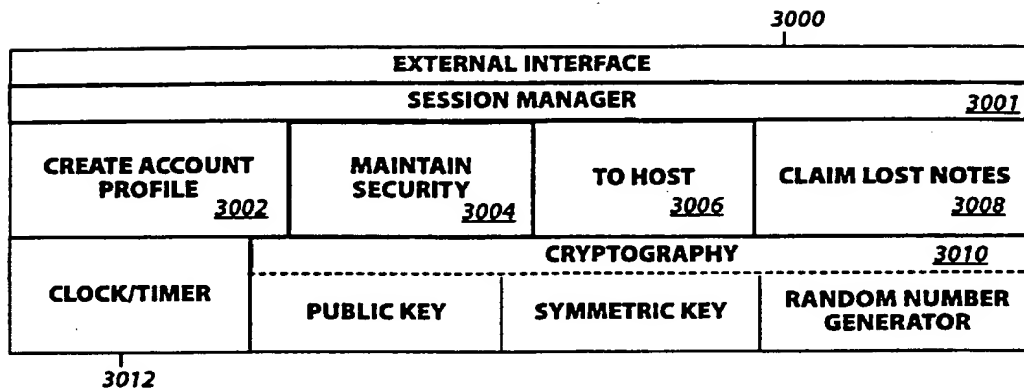 3000
EXTERNAL INTERFACE
SESSION MANAGER 3001
CREATE ACCOUNT
PROFILE
3002
MAINTAIN
SECURITY
3004
TO HOST
3006
CLAIM LOST NOTES
3008
CRYPTOGRAPHY 3010
CLOCK/TIMER
PUBLIC KEY
SYMMETRIC KEY
RANDOM NUMBER
GENERATOR
3012